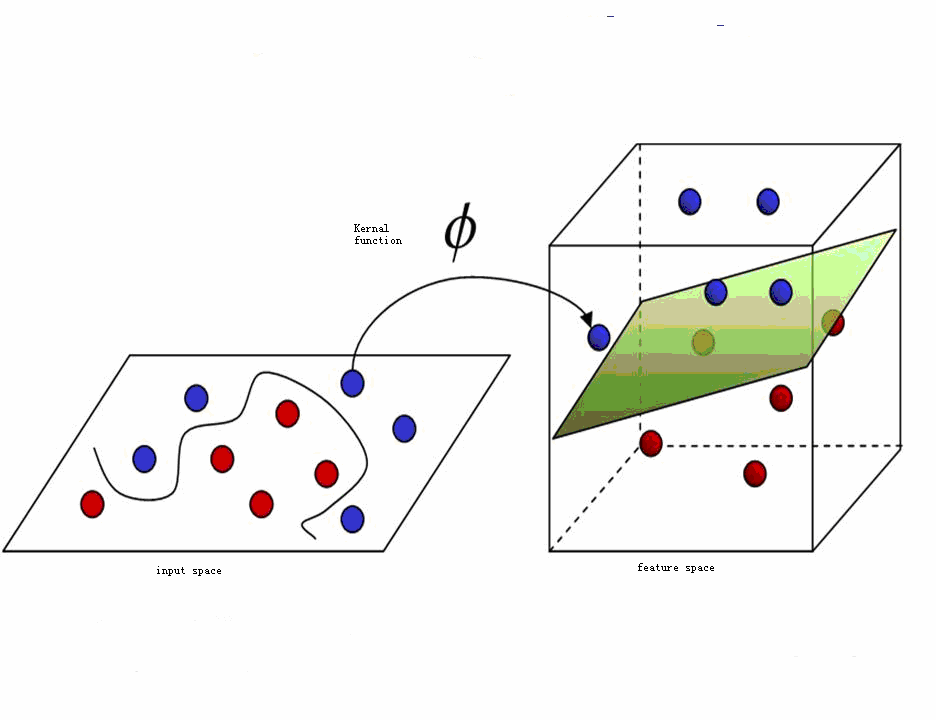 Kernal
function
ϕ
input space
feature space